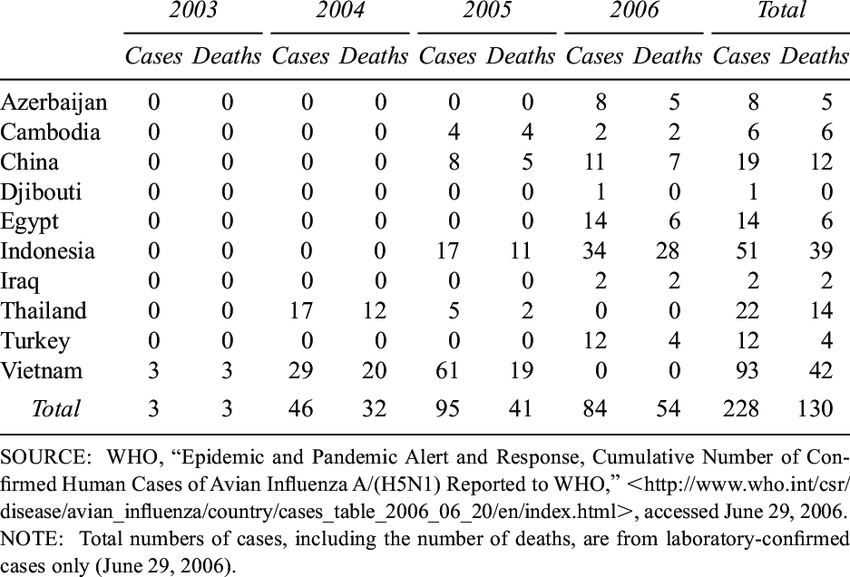 2003 2004 2005 2006 Total
Cases Deaths Cases Deaths Cases Deaths Cases Deaths Cases Deaths
Azerbaijan 0 0 0 0 0 0 8 5 8 5
Cambodia 0 0 0 0 4 4 2 2 6 6
China 0 0 0 0 8 5 11 7 19 12
Djibouti 0 0 0 0 0 0 1 0 1 0
Egypt 0 0 0 0 0 0 14 6 14 6
Indonesia 0 0 0 0 17 11 34 28 51 39
Iraq 0 0 0 0 0 0 2 2 2 2
Thailand 0 0 17 12 5 2 0 0 22 14
Turkey 0 0 0 0 0 0 12 4 12 4
Vietnam 3 3 29 20 61 19 0 0 93 42
Total 3 3 46 32 95 41 84 54 228 130
SOURCE: WHO, “Epidemic and Pandemic Alert and Response, Cumulative Number of Con-
firmed Human Cases of Avian Influenza A/(H5N1) Reported to WHO,” <http://www.who.int/csr/
disease/avian_influenza/country/cases_table_2006_06_20/en/index.html>, accessed June 29, 2006.
NOTE: Total numbers of cases, including the number of deaths, are from laboratory-confirmed
cases only (June 29, 2006).